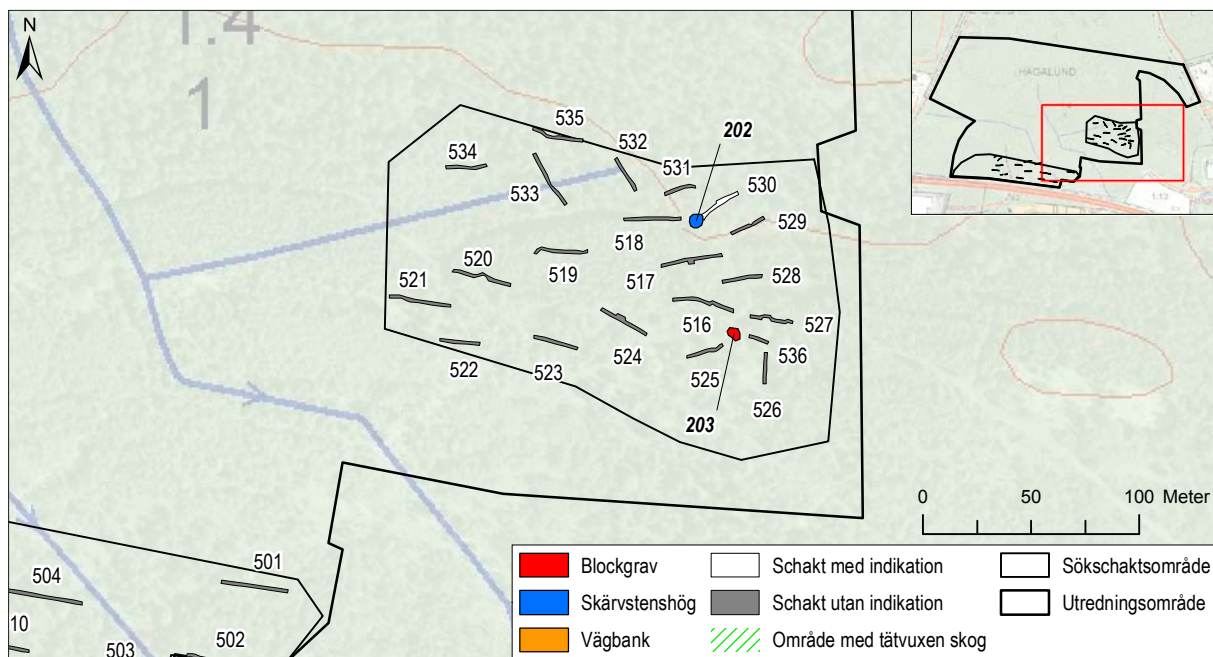 N
1:4
1
535
534
532
202
531
533
530
518
529
520
519
517
528
521
516
527
524
536
522
523
525
526
203
504
501
10
503
502
HAGALUND
0 50 100 Meter
Blockgrav
Skärvstenshög
Vägbank
Schakt med indikation
Schakt utan indikation
Område med tätvuxen skog
Sökschaktsområde
Utredningsområde